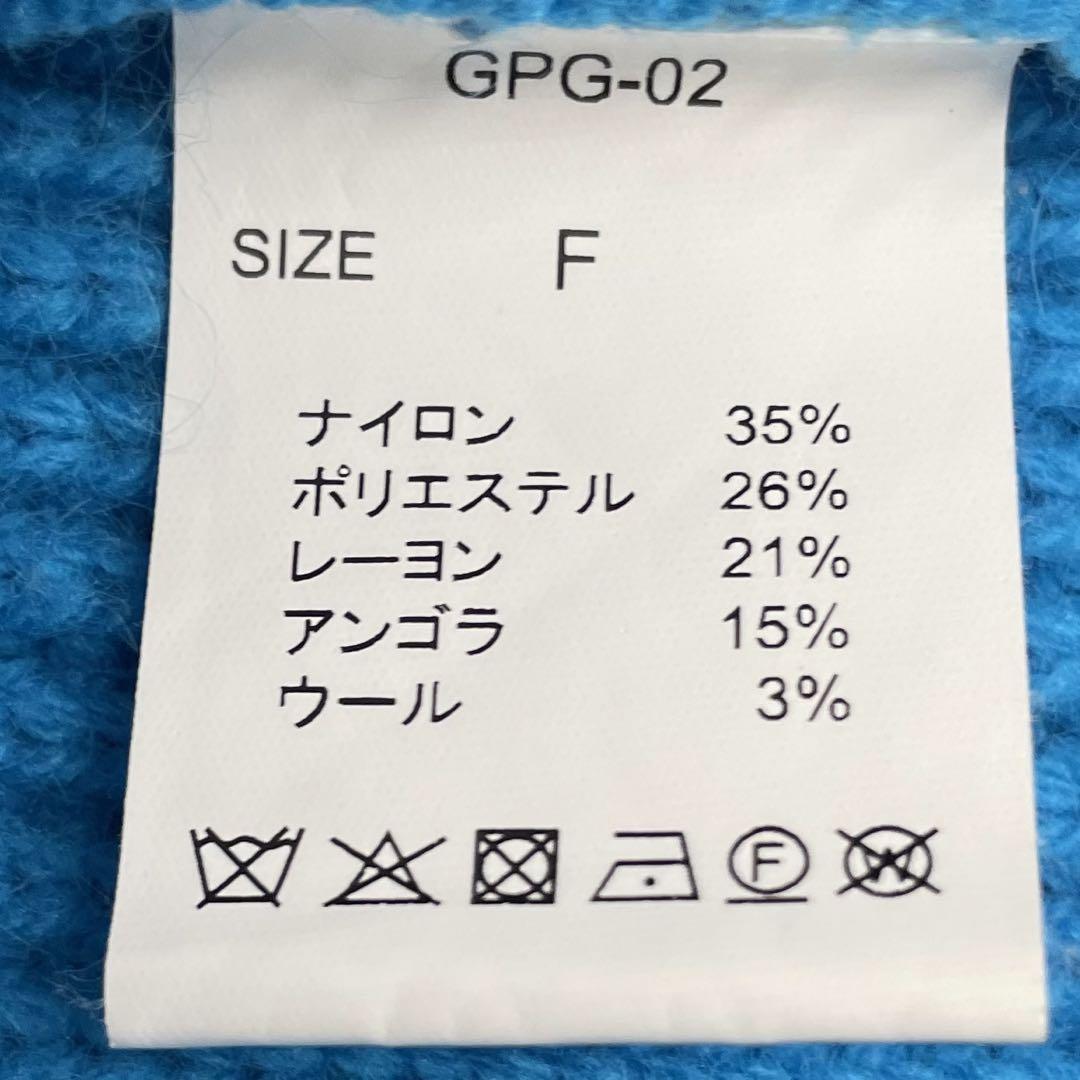 GPG-02
SIZE F
ナイロン 35%
ポリエステル 26%
レーヨン 21%
アンゴラ 15%
ウール 3%
F W